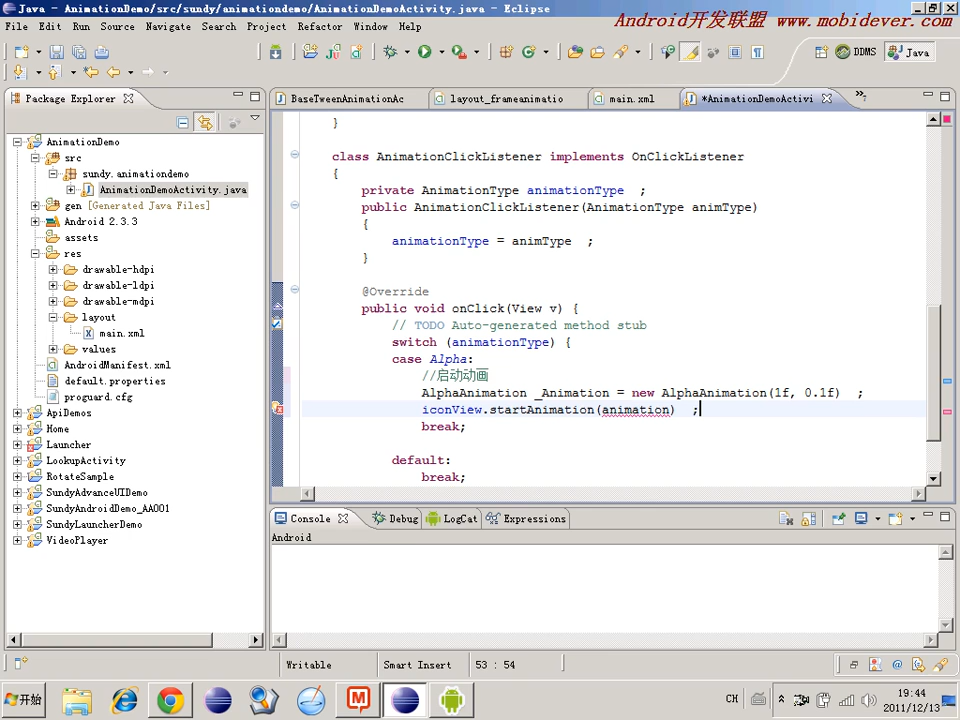 Java - AnimationDemo/src/sundy/animationdemo/AnimationDemoActivity.java - Eclipse
File Edit Run Source Navigate Search Project Refactor Window Help
Android开发联盟 www.mobidever.com
DDMS
Java
Package Explorer
BaseTweenAnimationAc
layout_frameanimatio
main.xml
*AnimationDemoActivi
AnimationDemo
src
sundy.animationdemo
AnimationDemoActivity.java
gen [Generated Java Files]
Android 2.3.3
assets
res
drawable-hdpi
drawable-ldpi
drawable-mdpi
layout
main.xml
values
AndroidManifest.xml
default.properties
proguard.cfg
ApiDemos
Home
Launcher
LookupActivity
RotateSample
SundyAdvanceUIDemo
SundyAndroidDemo_AA001
SundyLauncherDemo
VideoPlayer
}
class AnimationClickListener implements OnClickListener
{
private AnimationType animationType ;
public AnimationClickListener(AnimationType animType)
{
animationType = animType ;
}
@Override
public void onClick(View v) {
// TODO Auto-generated method stub
switch (animationType) {
case Alpha:
//启动动画
AlphaAnimation _Animation = new AlphaAnimation(1f, 0.1f) ;
iconView.startAnimation(animation) ;
break;
default:
break;
Console
Debug
LogCat
Expressions
Android
Writable
Smart Insert
53 : 54
开始
CH
19:44
2011/12/13